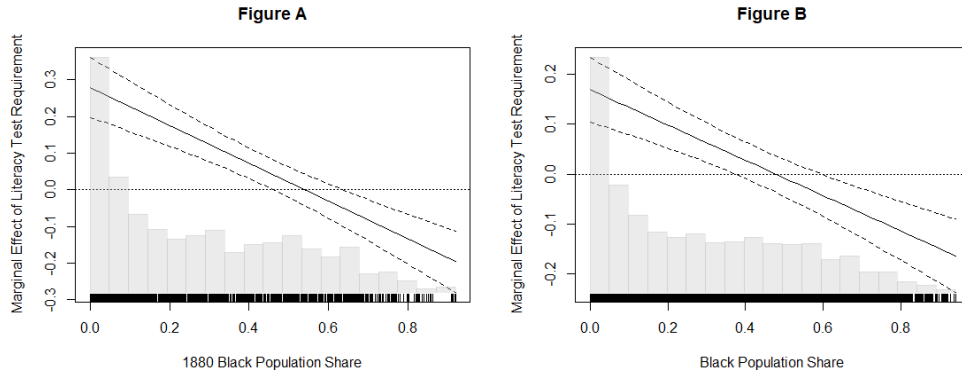 Figure A
Marginal Effect of Literacy Test Requirement
0.3
0.2
0.1
0.0
-0.1
-0.2
-0.3
0.0 0.2 0.4 0.6 0.8
1880 Black Population Share
Figure B
Marginal Effect of Literacy Test Requirement
0.2
0.1
0.0
-0.2
0.0 0.2 0.4 0.6 0.8
Black Population Share